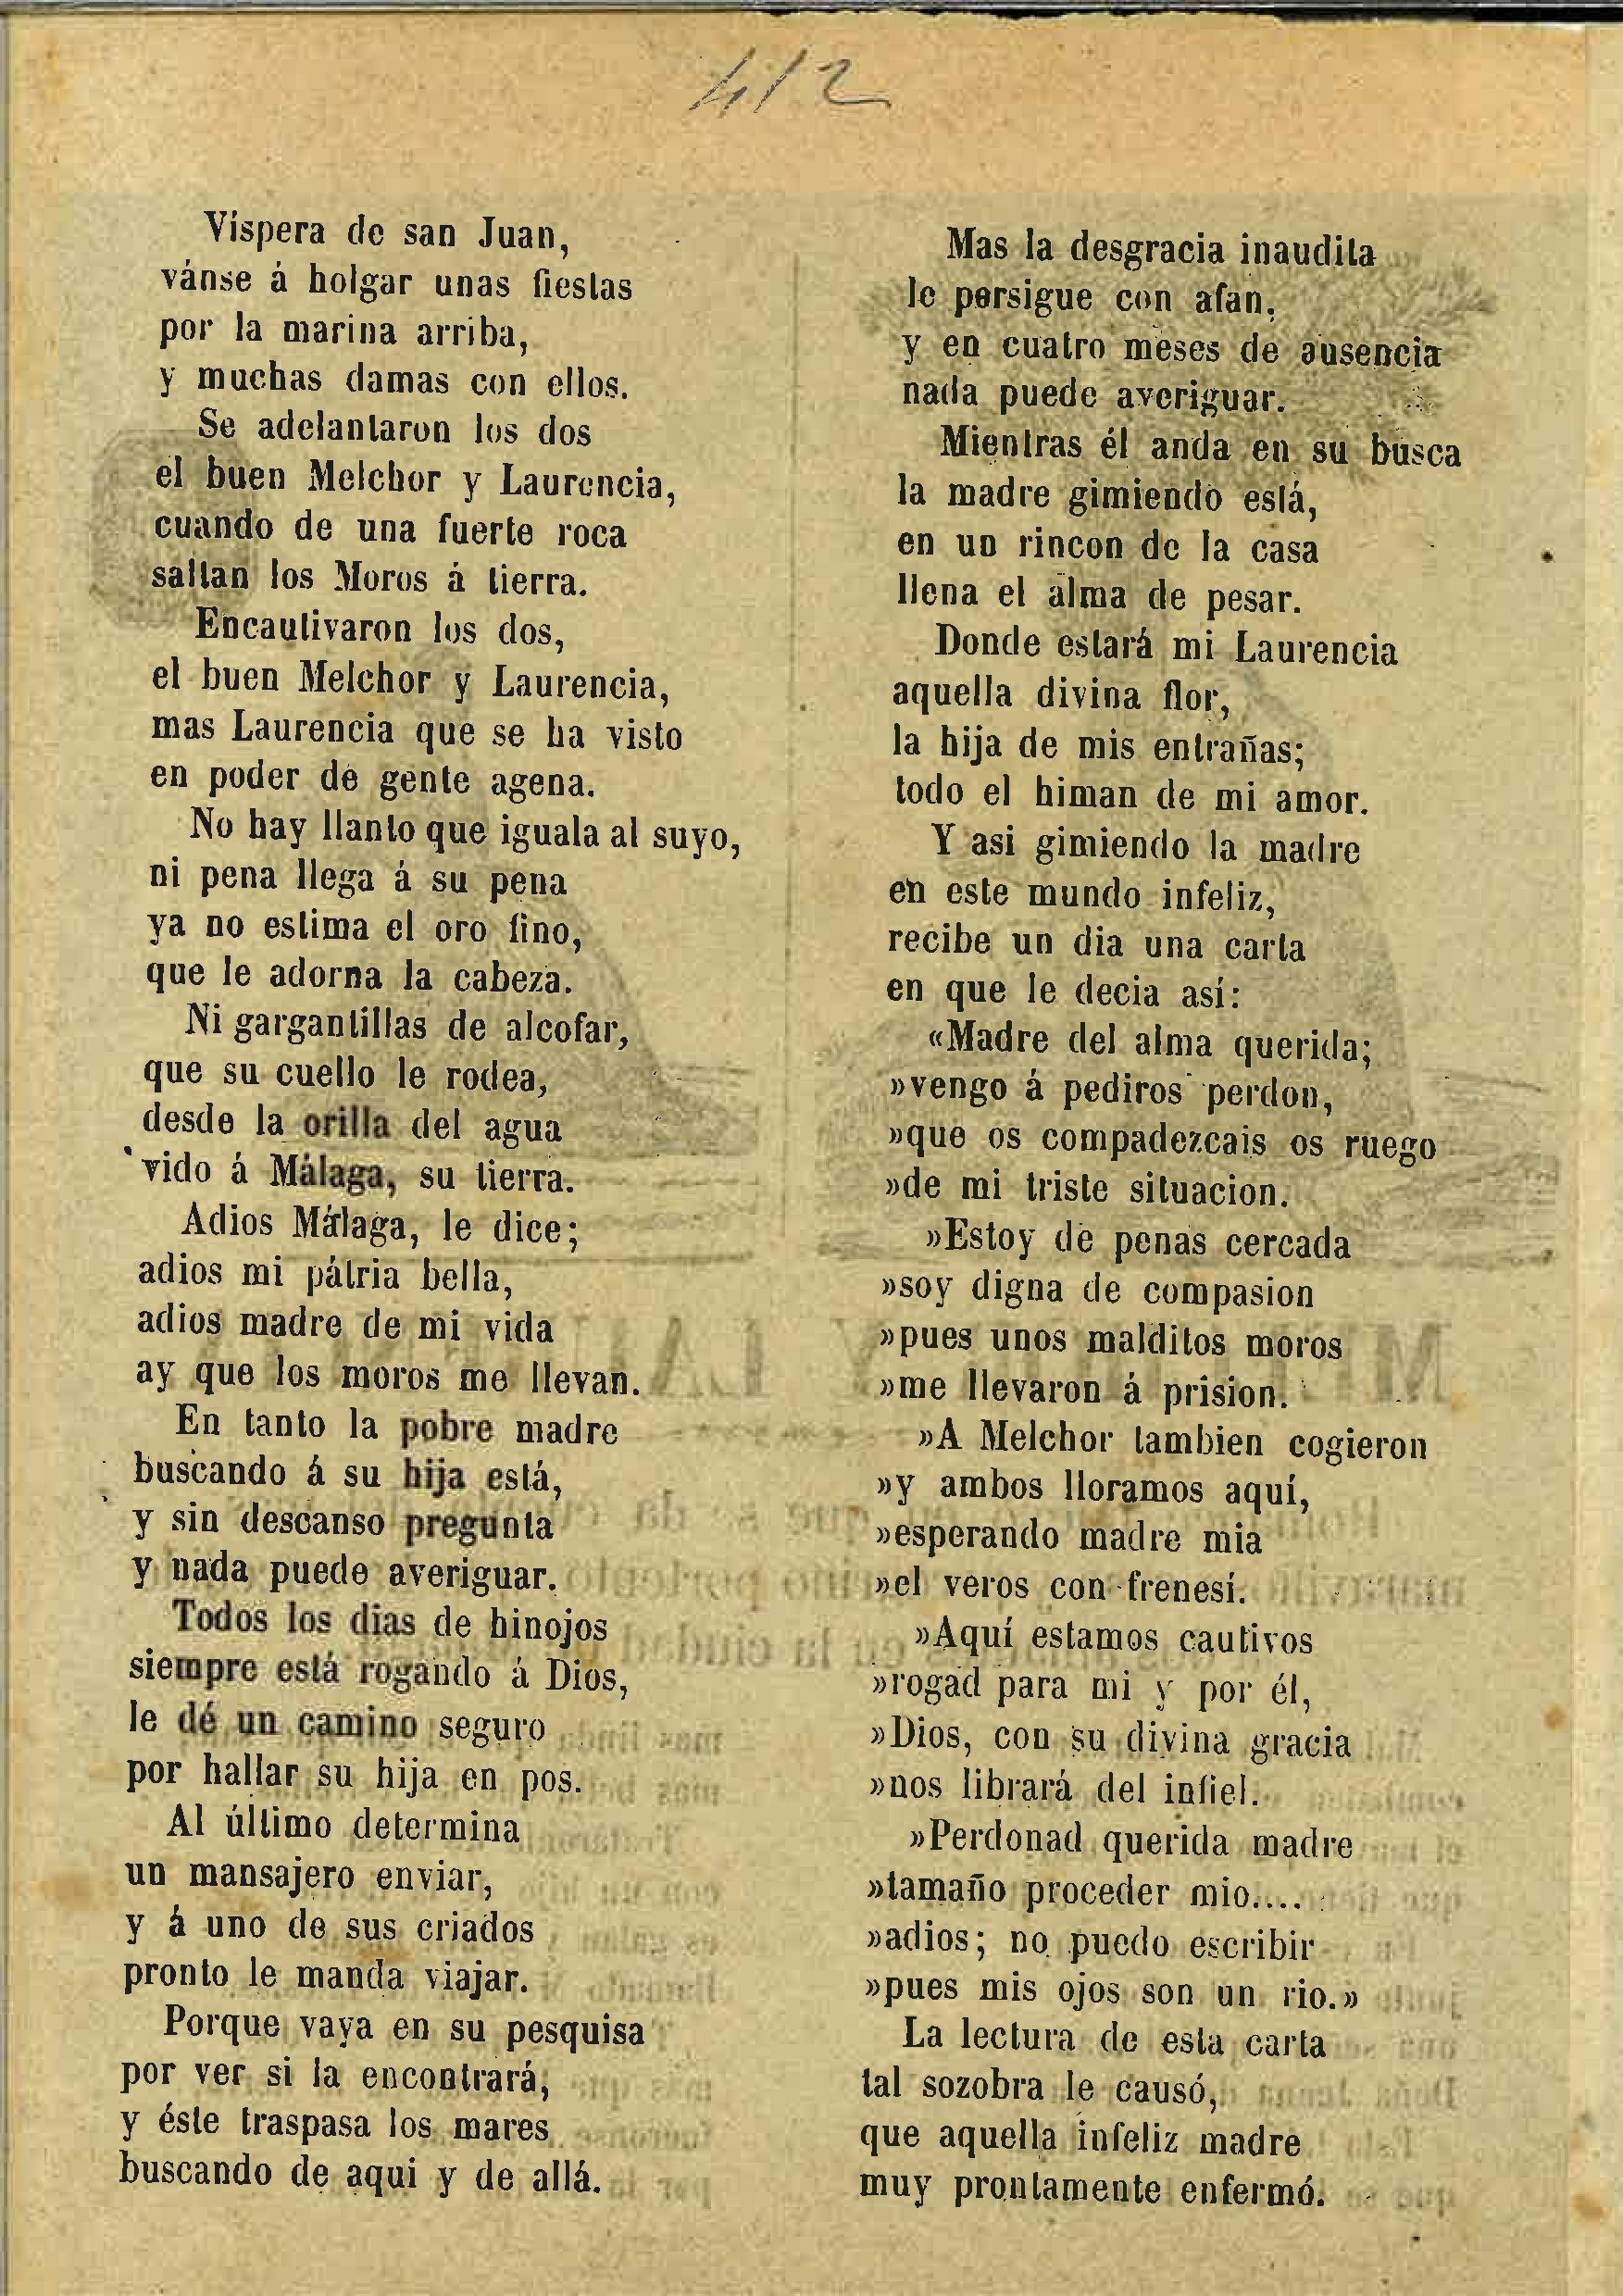 412
Víspera de san Juan,
vánse á holgar unas fiestas
por la marina arriba,
y muchas damas con ellos.
Se adelantaron los dos
el buen Melchor y Laurencia,
cuando de una fuerte roca
saltan los Moros á tierra.
Encautivaron los dos,
el buen Melchor y Laurencia,
mas Laurencia que se ha visto
en poder de gente agena.
No hay llanto que iguala al suyo,
ni pena llega á su pena
ya no estima el oro fino,
que le adorna la cabeza.
Ni gargantillas de alcofar,
que su cuello le rodea,
desde la orilla del agua
vido á Málaga, su tierra.
Adios Málaga, le dice;
adios mi pátria bella,
adios madre de mi vida
ay que los moros me llevan.
En tanto la pobre madre
buscando á su hija está,
y sin descanso pregunta
y nada puede averiguar.
Todos los dias de hinojos
siempre está rogando á Dios,
le dé un camino seguro
por hallar su hija en pos.
Al último determina
un mansajero enviar,
y á uno de sus criados
pronto le manda viajar.
Porque vaya en su pesquisa
por ver si la encontrará,
y éste traspasa los mares
buscando de aqui y de allá.
Mas la desgracia inaudita
le persigue con afan,
y en cuatro meses de ausencia
nada puede averiguar.
Mientras él anda en su busca
la madre gimiendo está,
en un rincon de la casa
llena el alma de pesar.
Donde estará mi Laurencia
aquella divina flor,
la hija de mis entrañas;
todo el himan de mi amor.
Y asi gimiendo la madre
en este mundo infeliz,
recibe un dia una carta
en que le decia así:
«Madre del alma querida;
»vengo á pediros perdon,
»que os compadezcais os ruego
»de mi triste situacion.
»Estoy de penas cercada
»soy digna de compasion
»pues unos malditos moros
»me llevaron á prision.
»A Melchor tambien cogieron
»y ambos lloramos aquí,
»esperando madre mia
»el veros con frenesí.
»Aquí estamos cautivos
»rogad para mi y por él,
»Dios, con su divina gracia
»nos librará del infiel.
»Perdonad querida madre
»tamaño proceder mio....
»adios; no puedo escribir
»pues mis ojos son un rio.»
La lectura de esta carta
tal sozobra le causó,
que aquella infeliz madre
muy prontamente enfermó.